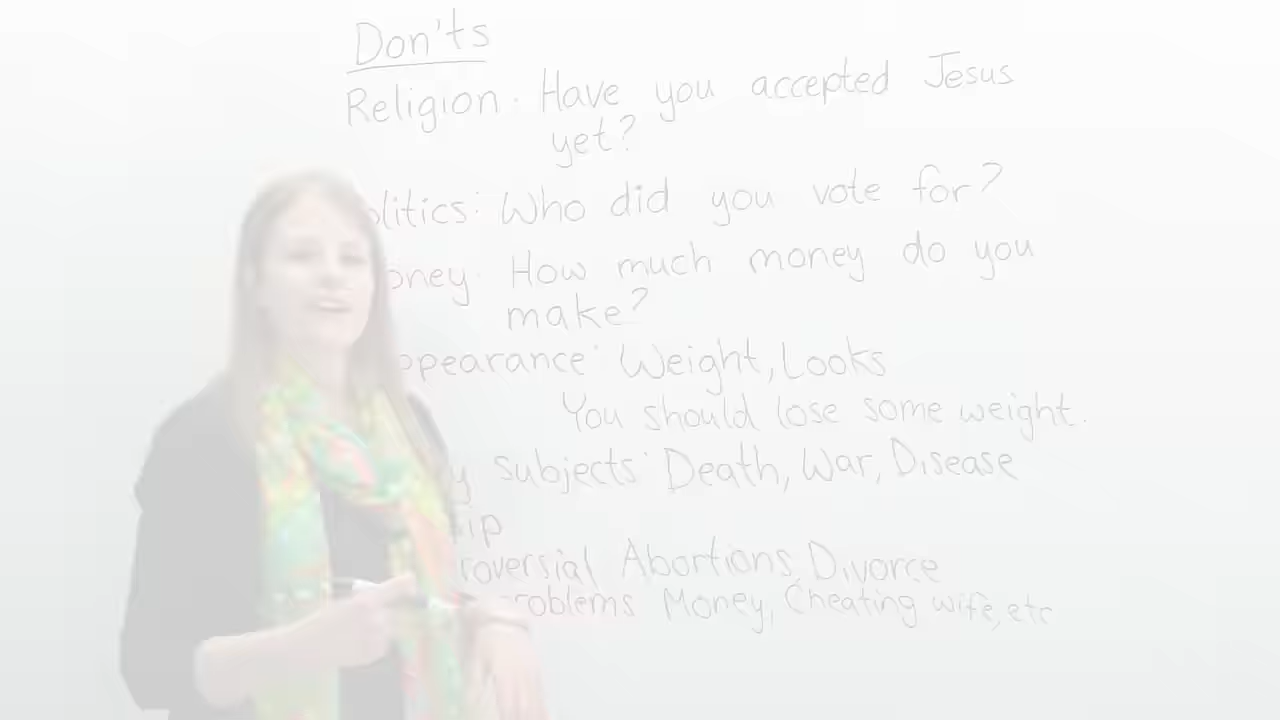 Don'ts
Religion: Have you accepted Jesus
yet?
olitics: Who did you vote for?
oney: How much money do you
make?
ppearance: Weight, Looks
You should lose some weight.
y subjects: Death, War, Disease
sip
roversial Abortions, Divorce
roblems Money, Cheating wife, etc